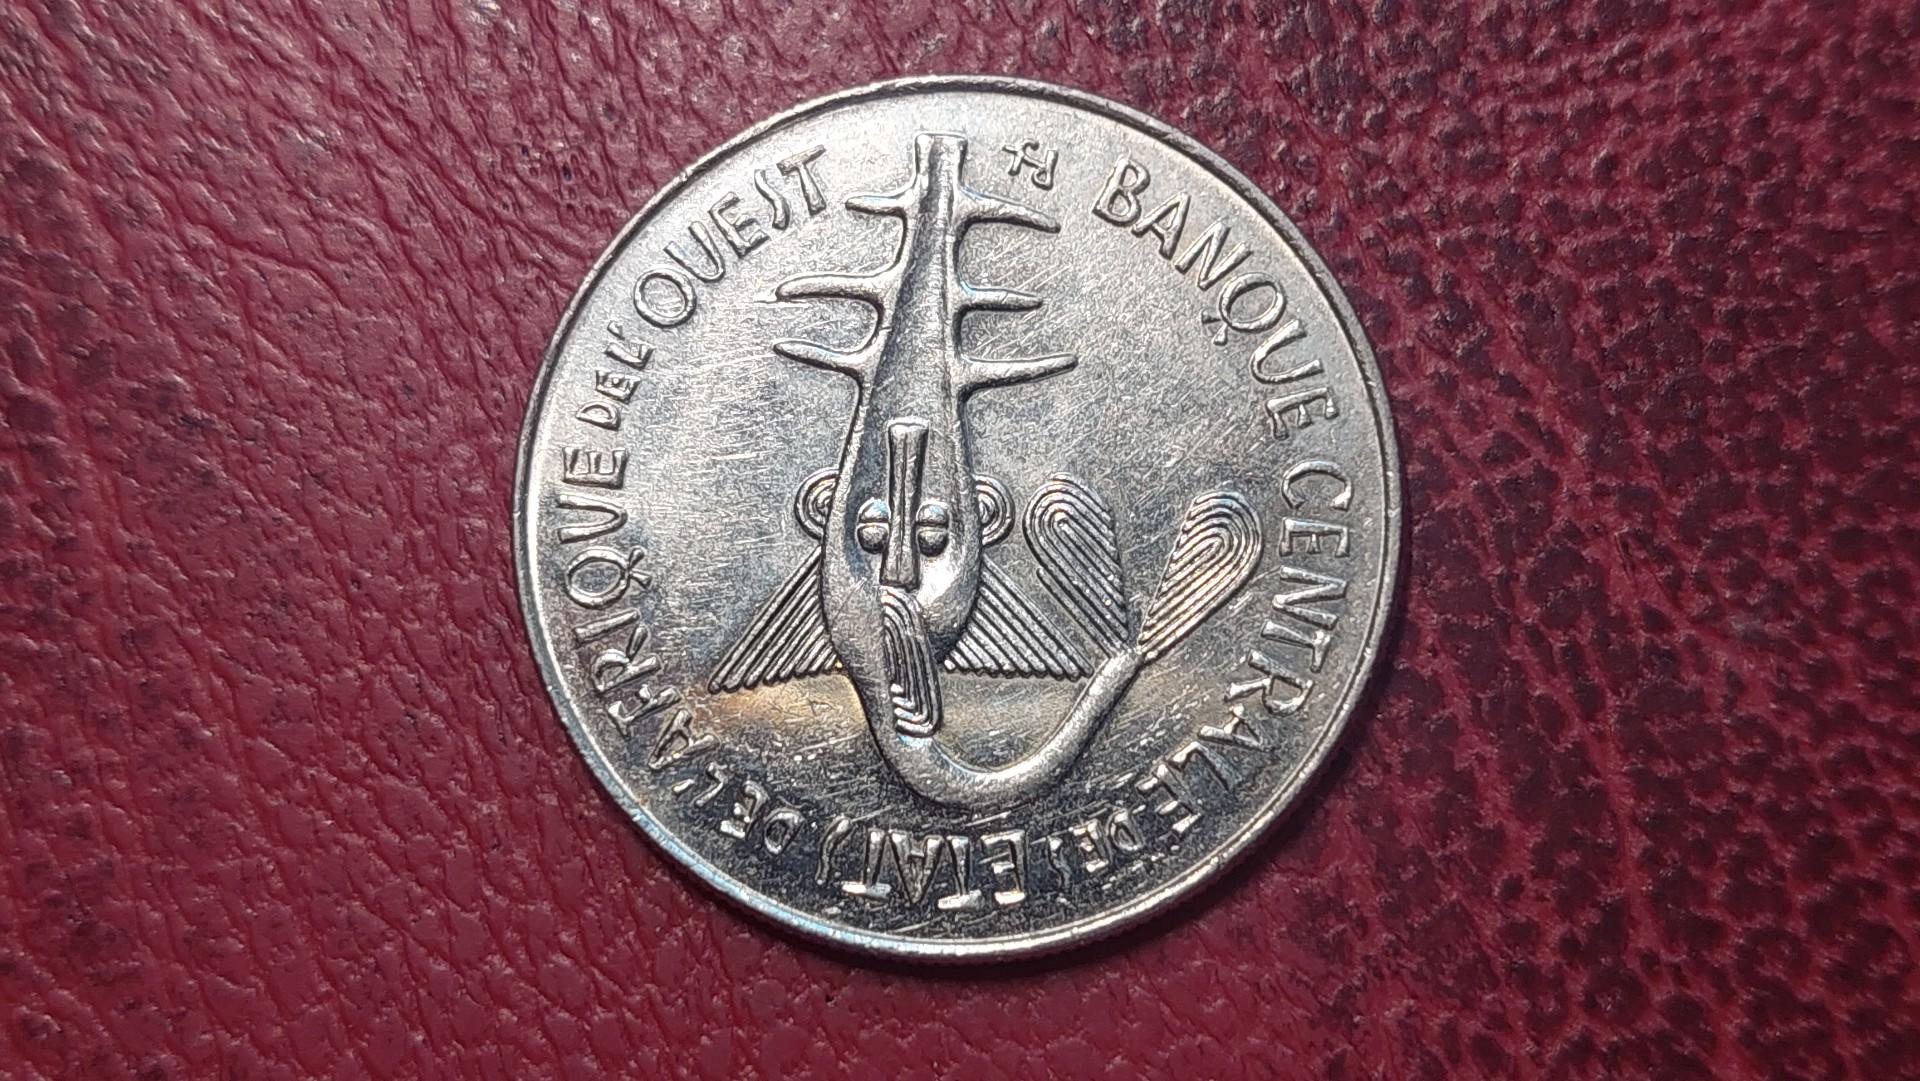 BANQUE CENTRALE DES ETATS DE L'AFRIQUE DE L'OUEST